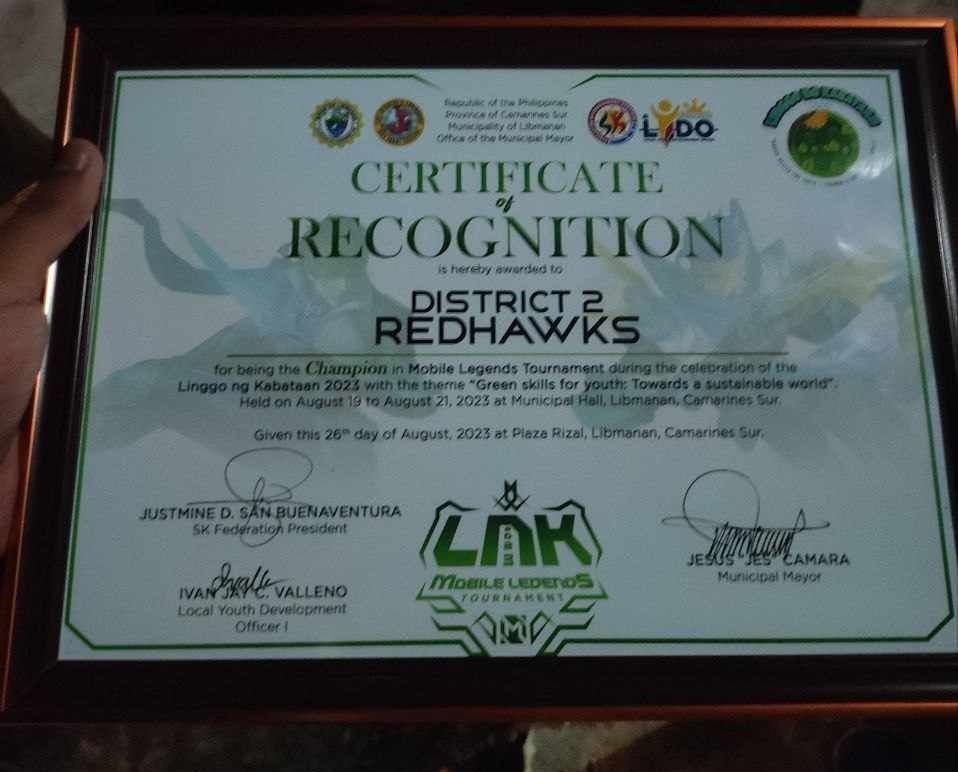 Republic of the Philippines
Province of Camarines Sur
Municipality of Libmanan
Office of the Municipal Mayor
LYDO
CERTIFICATE
of
RECOGNITION
is hereby awarded to
DISTRICT 2
REDHAWKS
for being the Champion in Mobile Legends Tournament during the celebration of the
Linggo ng Kabataan 2023 with the theme "Green skills for youth: Towards a sustainable world".
Held on August 19 to August 21, 2023 at Municipal Hall, Libmanan, Camarines Sur.
Given this 26th day of August, 2023 at Plaza Rizal, Libmanan, Camarines Sur.
JUSTMINE D. SAN BUENAVENTURA
SK Federation President
IVAN JAY C. VALLENO
Local Youth Development
Officer I
LNK
2023
MOBILE LEGENDS
TOURNAMENT
JESUS "JES" CAMARA
Municipal Mayor